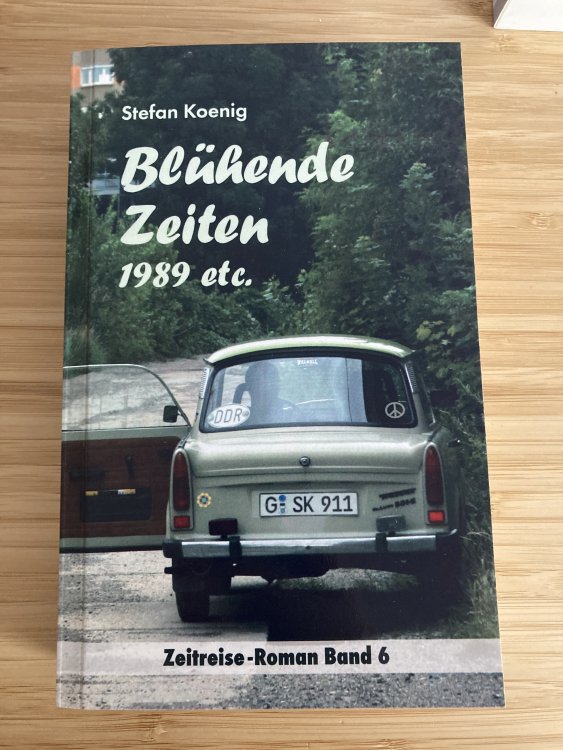 Stefan Koenig
Blühende
Zeiten
1989 etc.
DDR
G SK 911
Zeitreise-Roman Band 6